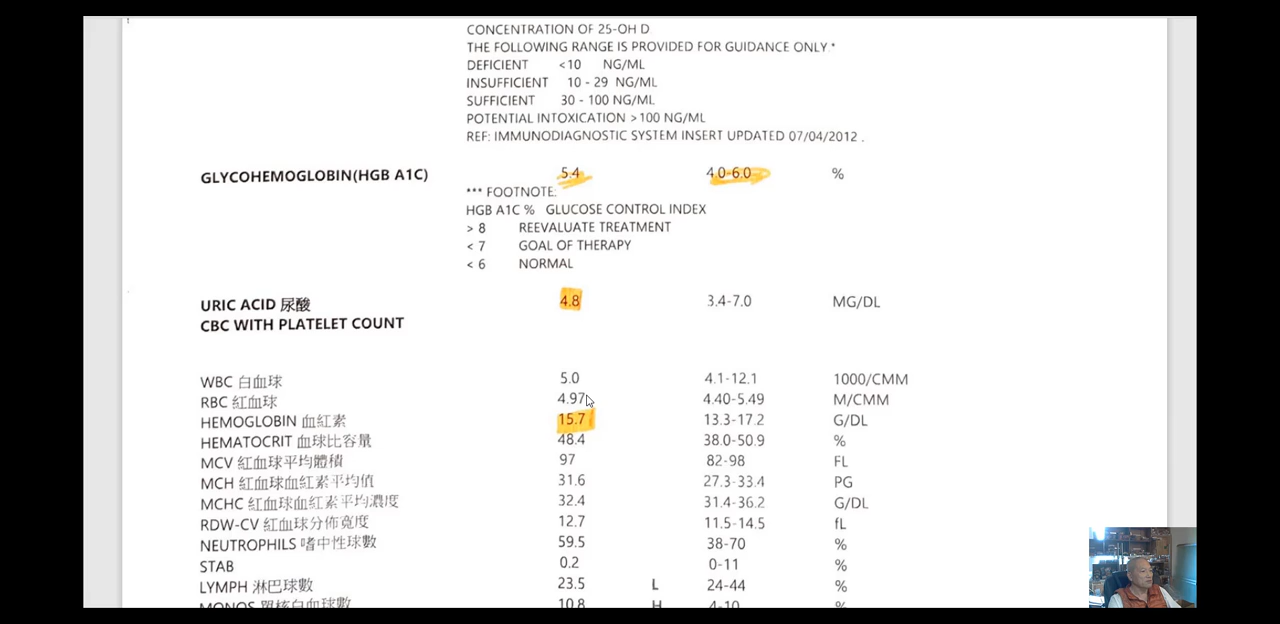 CONCENTRATION OF 25-OH D
THE FOLLOWING RANGE IS PROVIDED FOR GUIDANCE ONLY.*
DEFICIENT <10 NG/ML
INSUFFICIENT 10 - 29 NG/ML
SUFFICIENT 30 - 100 NG/ML
POTENTIAL INTOXICATION >100 NG/ML
REF: IMMUNODIAGNOSTIC SYSTEM INSERT UPDATED 07/04/2012 .
GLYCOHEMOGLOBIN(HGB A1C) 5.4 4.0-6.0 %
*** FOOTNOTE:
HGB A1C % GLUCOSE CONTROL INDEX
> 8 REEVALUATE TREATMENT
< 7 GOAL OF THERAPY
< 6 NORMAL
URIC ACID 尿酸 4.8 3.4-7.0 MG/DL
CBC WITH PLATELET COUNT
WBC 白血球 5.0 4.1-12.1 1000/CMM
RBC 紅血球 4.97 4.40-5.49 M/CMM
HEMOGLOBIN 血紅素 15.7 13.3-17.2 G/DL
HEMATOCRIT 血球比容量 48.4 38.0-50.9 %
MCV 紅血球平均體積 97 82-98 FL
MCH 紅血球血紅素平均值 31.6 27.3-33.4 PG
MCHC 紅血球血紅素平均濃度 32.4 31.4-36.2 G/DL
RDW-CV 紅血球分佈寬度 12.7 11.5-14.5 fL
NEUTROPHILS 嗜中性球數 59.5 38-70 %
STAB 0.2 0-11 %
LYMPH 淋巴球數 23.5 L 24-44 %
MONOS 單核白血球數 10.8 H 4-10 %